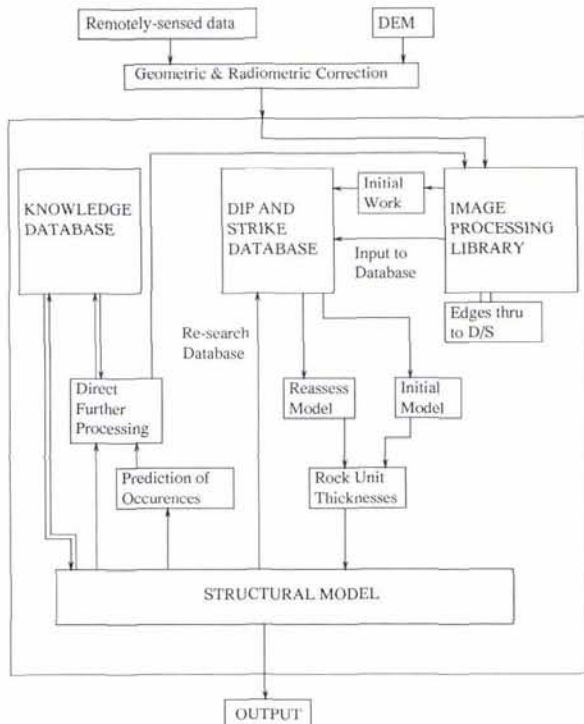 Remotely-sensed data
DEM
Geometric & Radiometric Correction
KNOWLEDGE
DATABASE
DIP AND
STRIKE
DATABASE
Initial
Work
IMAGE
PROCESSING
LIBRARY
Input to
Database
Edges thru
to D/S
Re-search
Database
Direct
Further
Processing
Reassess
Model
Initial
Model
Prediction of
Occurences
Rock Unit
Thicknesses
STRUCTURAL MODEL
OUTPUT